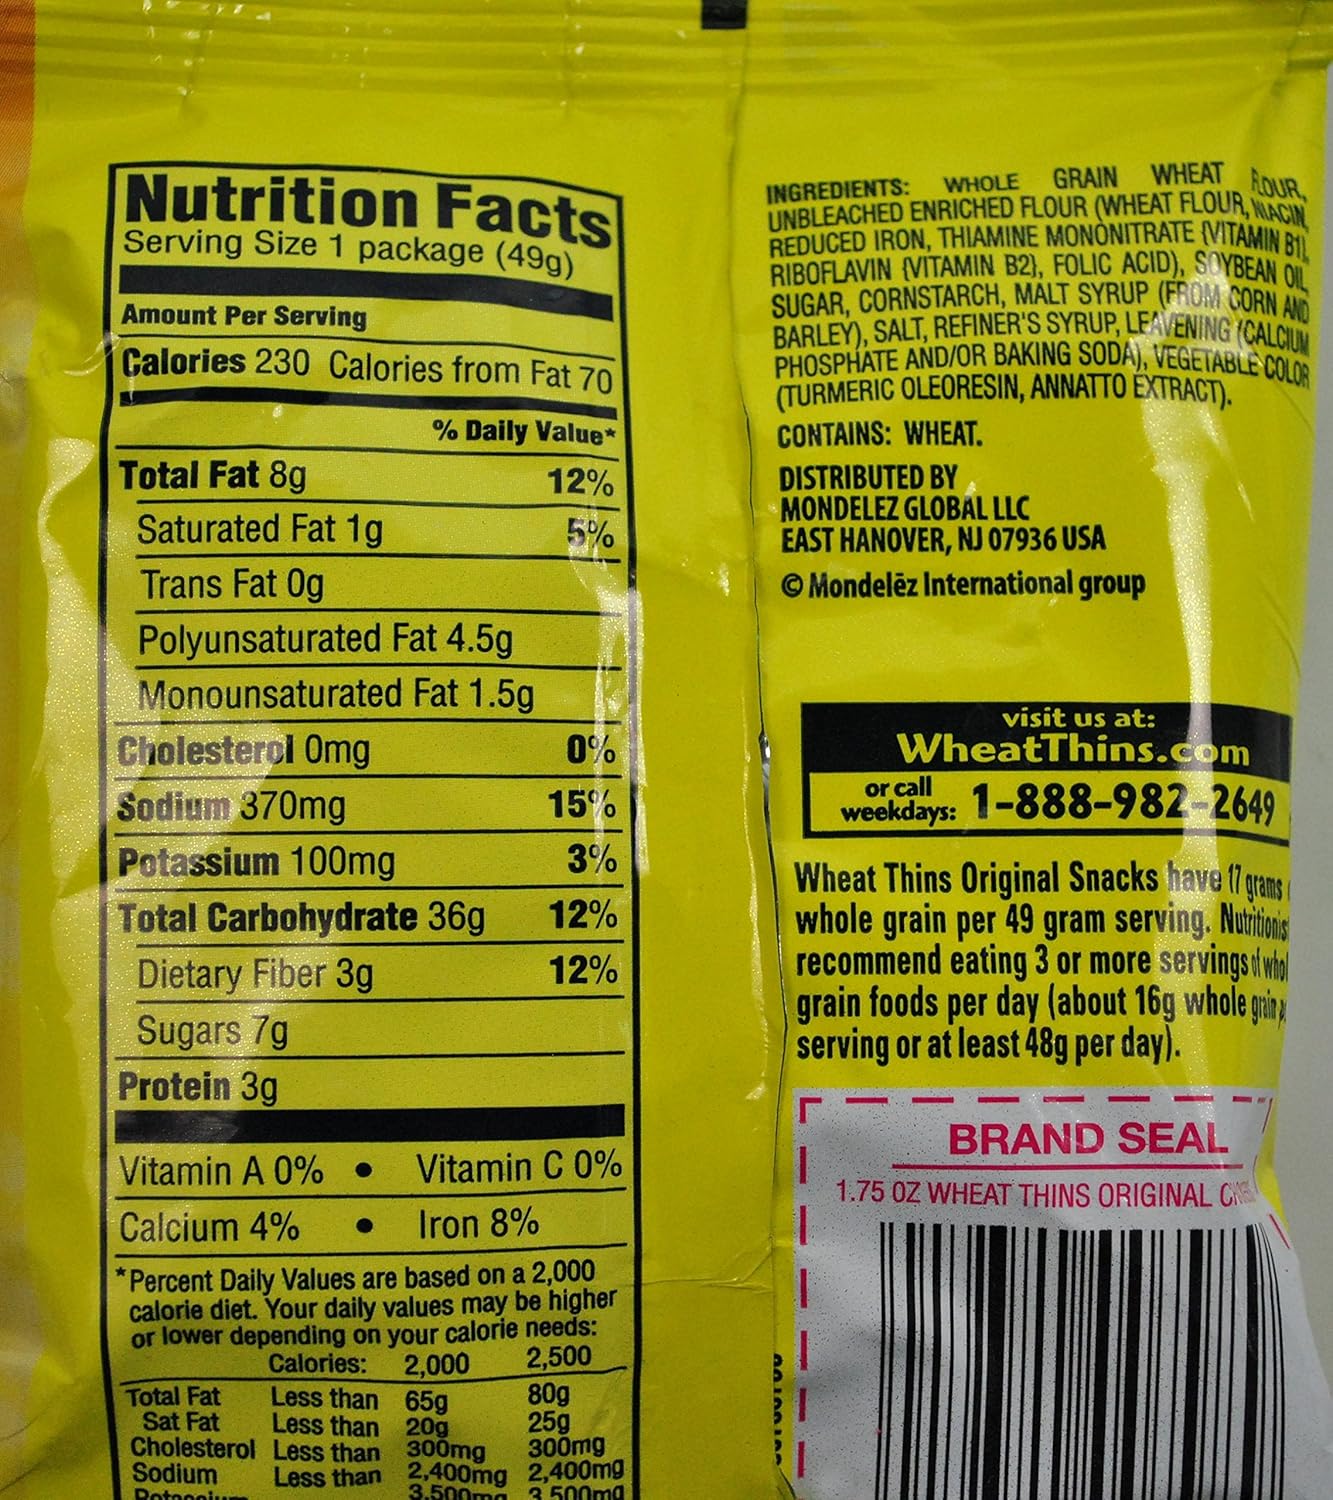 Nutrition Facts
Serving Size 1 package (49g)
Amount Per Serving
Calories 230 Calories from Fat 70
% Daily Value*
Total Fat 8g 12%
Saturated Fat 1g 5%
Trans Fat 0g
Polyunsaturated Fat 4.5g
Monounsaturated Fat 1.5g
Cholesterol 0mg 0%
Sodium 370mg 15%
Potassium 100mg 3%
Total Carbohydrate 36g 12%
Dietary Fiber 3g 12%
Sugars 7g
Protein 3g
Vitamin A 0% • Vitamin C 0%
Calcium 4% • Iron 8%
*Percent Daily Values are based on a 2,000
calorie diet. Your daily values may be higher
or lower depending on your calorie needs:
Calories: 2,000 2,500
Total Fat Less than 65g 80g
Sat Fat Less than 20g 25g
Cholesterol Less than 300mg 300mg
Sodium Less than 2,400mg 2,400mg
Potassium 3,500mg 3,500mg
INGREDIENTS: WHOLE GRAIN WHEAT FLOUR,
UNBLEACHED ENRICHED FLOUR (WHEAT FLOUR, NIACIN,
REDUCED IRON, THIAMINE MONONITRATE {VITAMIN B1},
RIBOFLAVIN {VITAMIN B2}, FOLIC ACID), SOYBEAN OIL,
SUGAR, CORNSTARCH, MALT SYRUP (FROM CORN AND
BARLEY), SALT, REFINER'S SYRUP, LEAVENING (CALCIUM
PHOSPHATE AND/OR BAKING SODA), VEGETABLE COLOR
(TURMERIC OLEORESIN, ANNATTO EXTRACT).
CONTAINS: WHEAT.
DISTRIBUTED BY
MONDELEZ GLOBAL LLC
EAST HANOVER, NJ 07936 USA
© Mondelēz International group
visit us at:
WheatThins.com
or call
weekdays: 1-888-982-2649
Wheat Thins Original Snacks have 17 grams
whole grain per 49 gram serving. Nutritionist
recommend eating 3 or more servings of whol
grain foods per day (about 16g whole grain
serving or at least 48g per day).
BRAND SEAL
1.75 OZ WHEAT THINS ORIGINAL